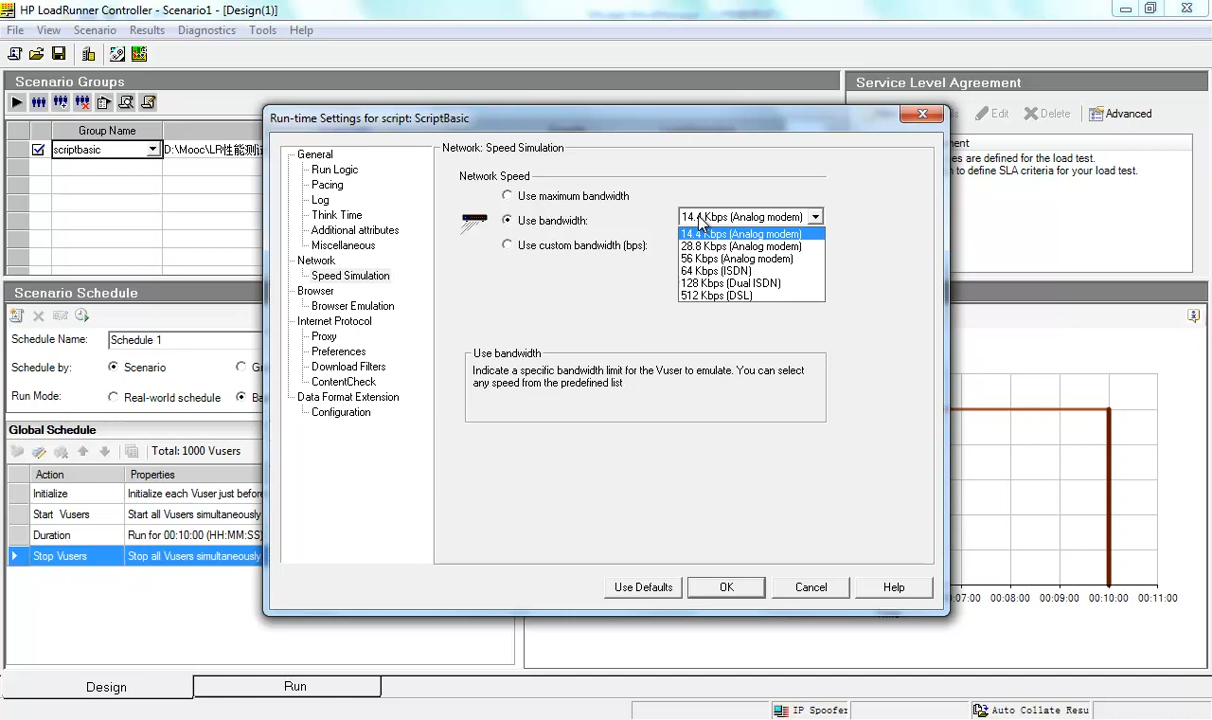 HP LoadRunner Controller - Scenario1 - [Design(1)]
File View Scenario Results Diagnostics Tools Help
Scenario Groups
Service Level Agreement
Edit Delete Advanced
Group Name
scriptbasic D:\Mooc\LR性能测试
es are defined for the load test.
n to define SLA criteria for your load test.
Run-time Settings for script: ScriptBasic
General
Run Logic
Pacing
Log
Think Time
Additional attributes
Miscellaneous
Network
Speed Simulation
Browser
Browser Emulation
Internet Protocol
Proxy
Preferences
Download Filters
ContentCheck
Data Format Extension
Configuration
Network: Speed Simulation
Network Speed
Use maximum bandwidth
Use bandwidth:
14.4 Kbps (Analog modem)
Use custom bandwidth (bps):
14.4 Kbps (Analog modem)
28.8 Kbps (Analog modem)
56 Kbps (Analog modem)
64 Kbps (ISDN)
128 Kbps (Dual ISDN)
512 Kbps (DSL)
Use bandwidth
Indicate a specific bandwidth limit for the Vuser to emulate. You can select
any speed from the predefined list
Use Defaults OK Cancel Help
Scenario Schedule
Schedule Name: Schedule 1
Schedule by: Scenario
Run Mode: Real-world schedule
Global Schedule
Total: 1000 Vusers
Action Properties
Initialize Initialize each Vuser just before
Start Vusers Start all Vusers simultaneously
Duration Run for 00:10:00 (HH:MM:SS)
Stop Vusers Stop all Vusers simultaneously
:07:00 00:08:00 00:09:00 00:10:00 00:11:00
Design Run
IP Spoofer Auto Collate Resu